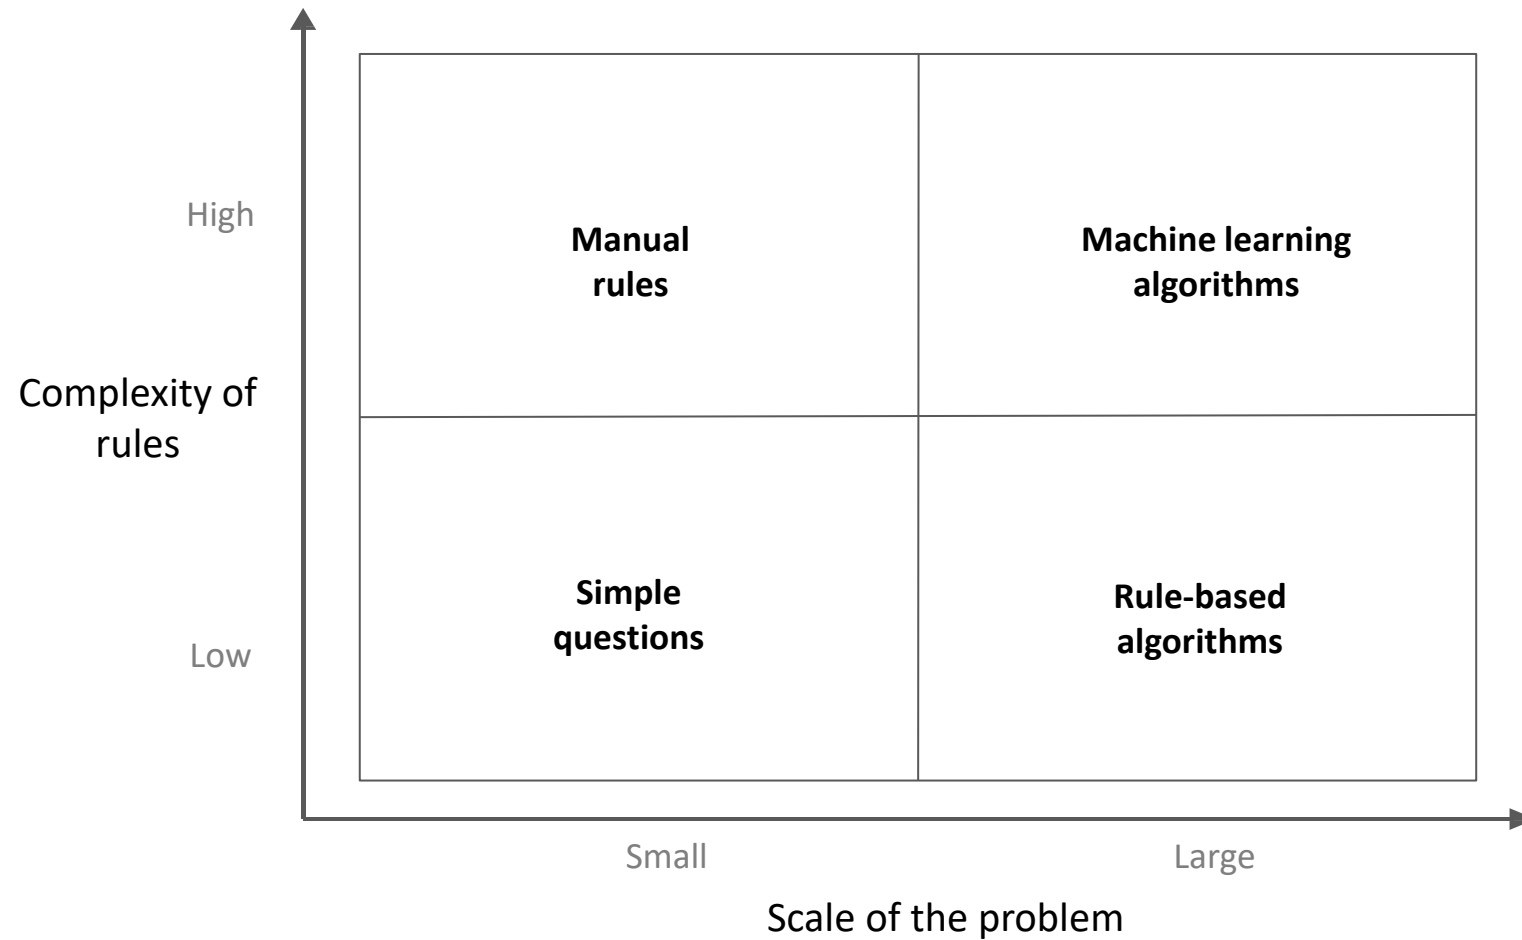 High
Manual
rules
Machine learning
algorithms
Complexity of
rules
Simple
questions
Rule-based
algorithms
Low
Small
Large
Scale of the problem